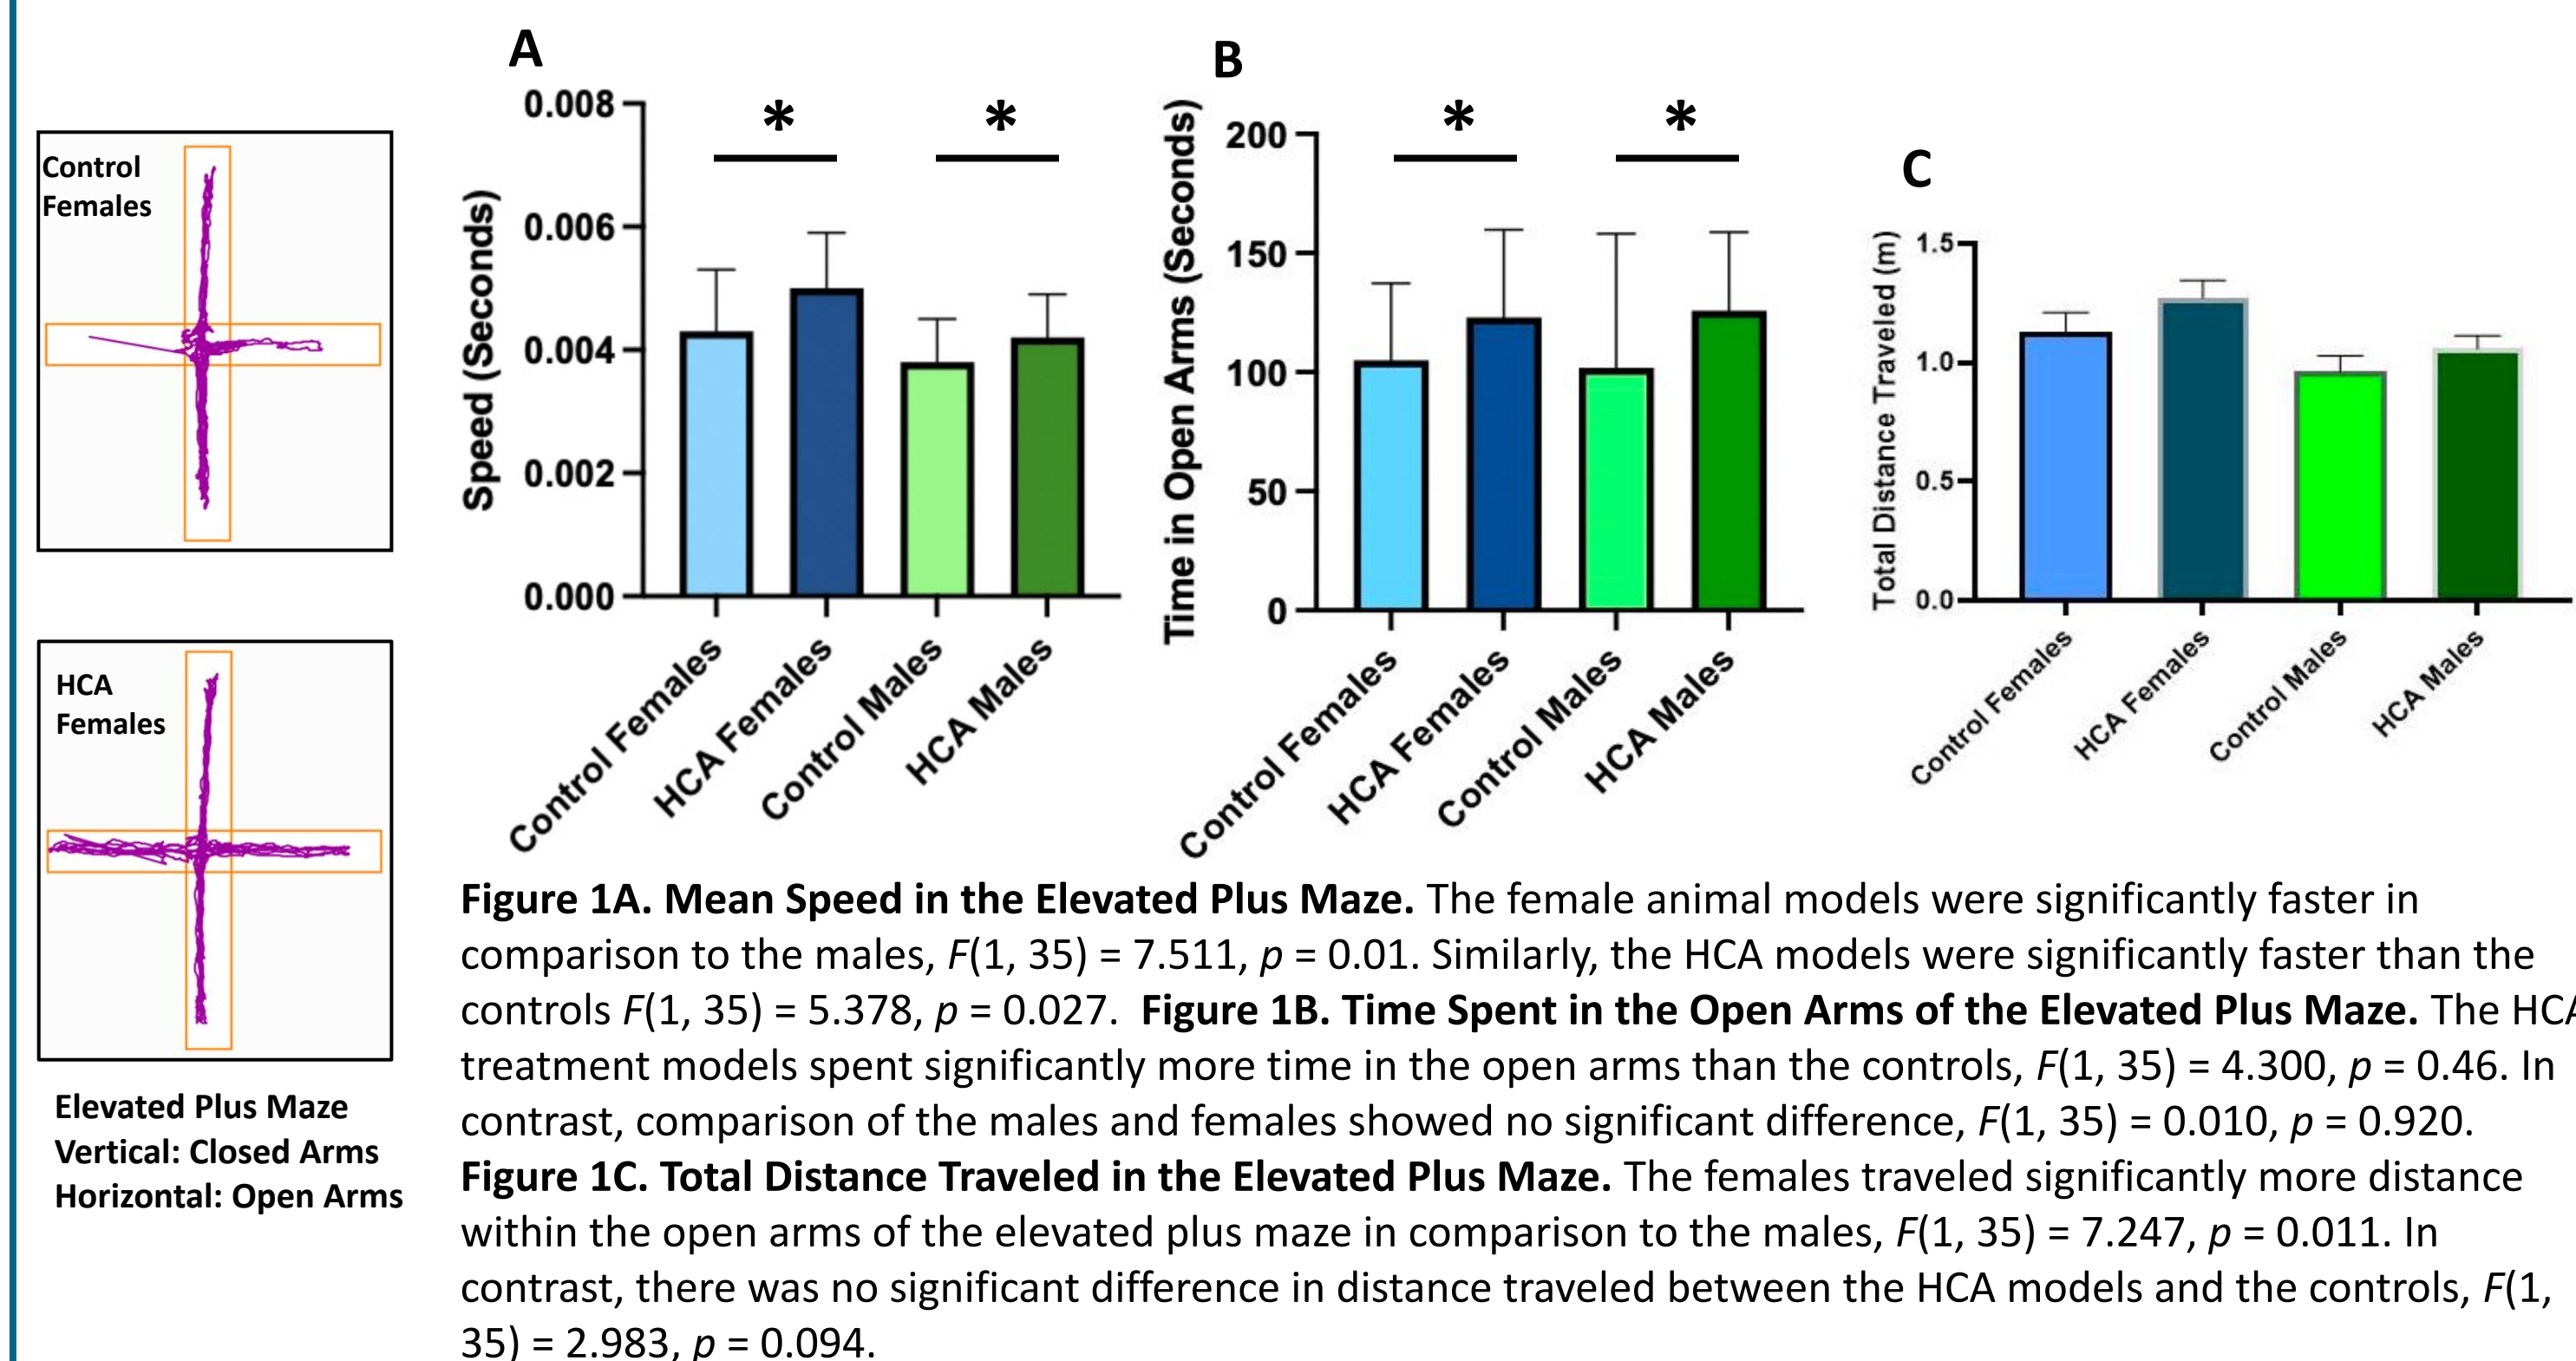 Control
Females
HCA
Females
Elevated Plus Maze
Vertical: Closed Arms
Horizontal: Open Arms
A
Speed (Seconds)
0.008
0.006
0.004
0.002
0.000
*
*
Control Females
HCA Females
Control Males
HCA Males
B
Time in Open Arms (Seconds)
200
150
100
50
0
*
*
Control Females
HCA Females
Control Males
HCA Males
C
Total Distance Traveled (m)
1.5
1.0
0.5
0.0
Control Females
HCA Females
Control Males
HCA Males
Figure 1A. Mean Speed in the Elevated Plus Maze. The female animal models were significantly faster in
comparison to the males, F(1, 35) = 7.511, p = 0.01. Similarly, the HCA models were significantly faster than the
controls F(1, 35) = 5.378, p = 0.027. Figure 1B. Time Spent in the Open Arms of the Elevated Plus Maze. The HCA
treatment models spent significantly more time in the open arms than the controls, F(1, 35) = 4.300, p = 0.46. In
contrast, comparison of the males and females showed no significant difference, F(1, 35) = 0.010, p = 0.920.
Figure 1C. Total Distance Traveled in the Elevated Plus Maze. The females traveled significantly more distance
within the open arms of the elevated plus maze in comparison to the males, F(1, 35) = 7.247, p = 0.011. In
contrast, there was no significant difference in distance traveled between the HCA models and the controls, F(1,
35) = 2.983, p = 0.094.